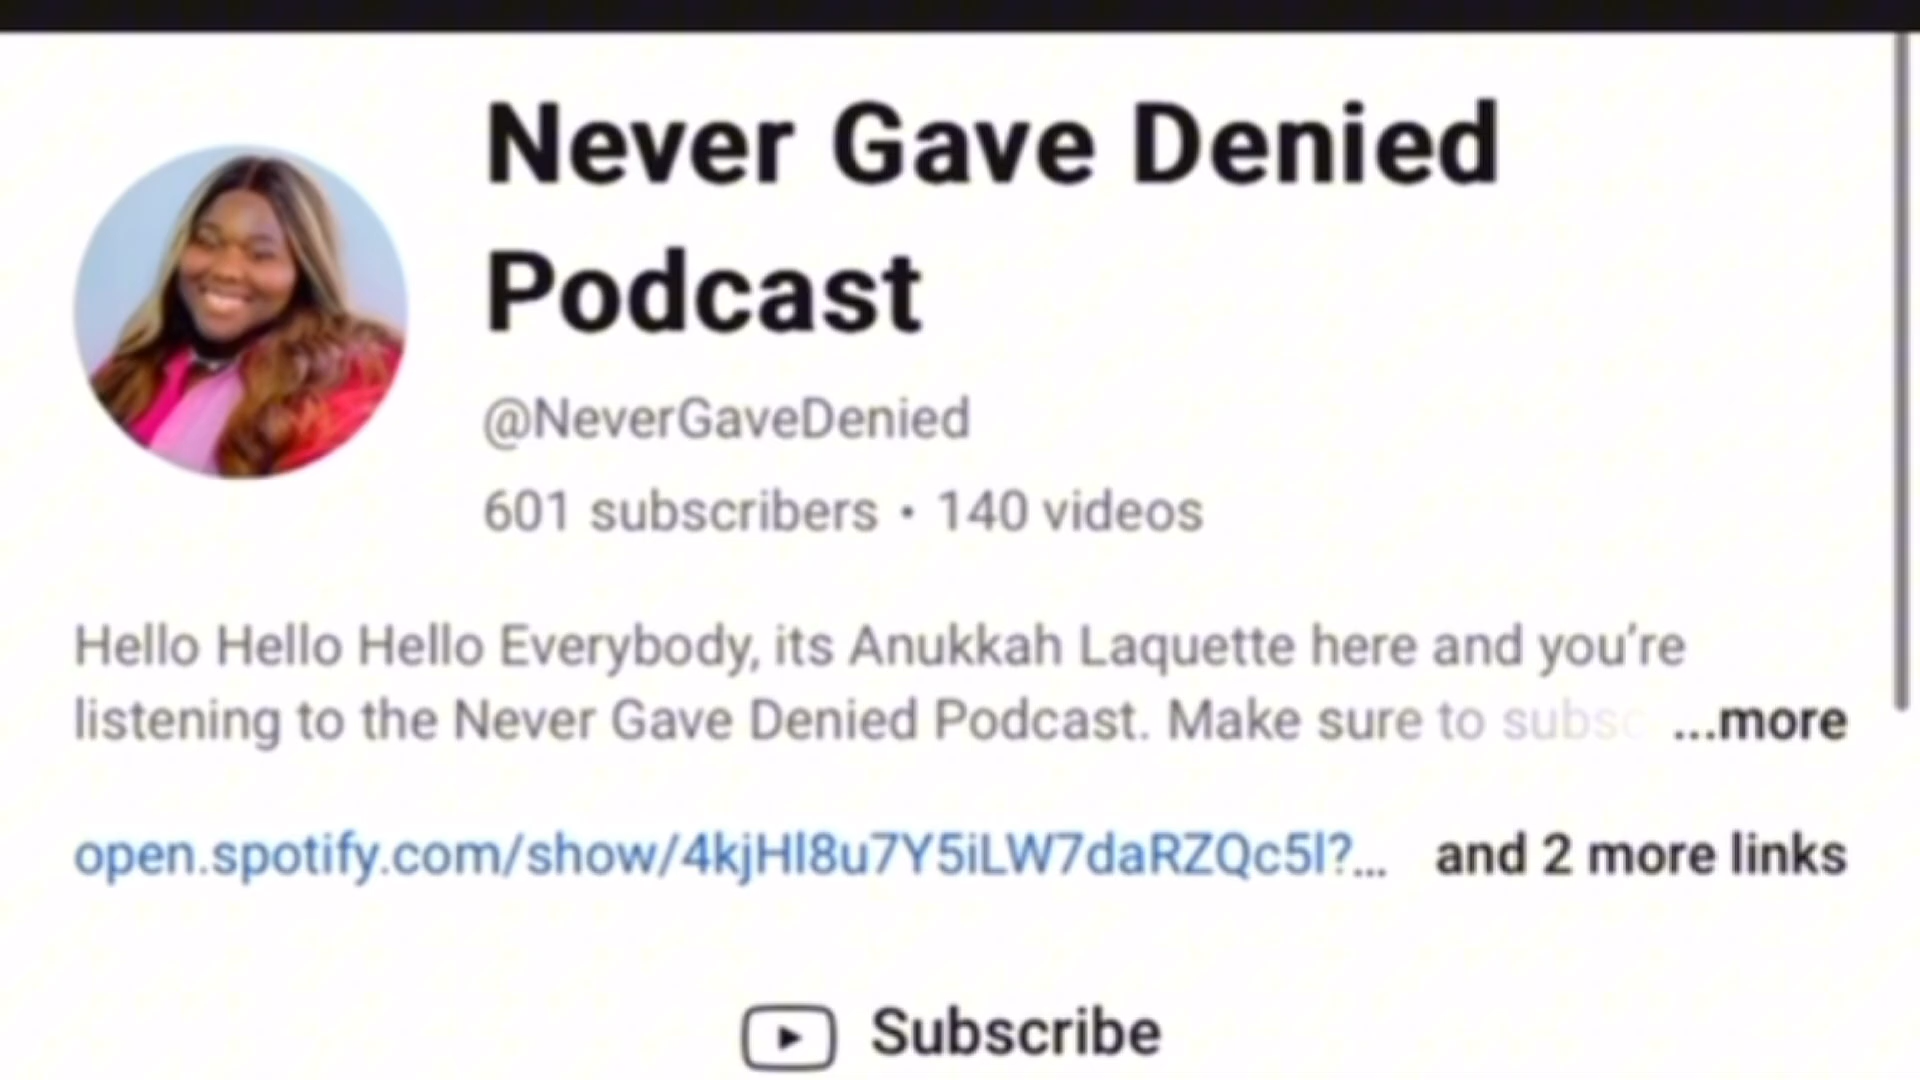 Never Gave Denied
Podcast
@NeverGaveDenied
601 subscribers • 140 videos
Hello Hello Hello Everybody, its Anukkah Laquette here and you’re
listening to the Never Gave Denied Podcast. Make sure to subsc ...more
open.spotify.com/show/4kjHl8u7Y5iLW7daRZQc5l?... and 2 more links
Subscribe